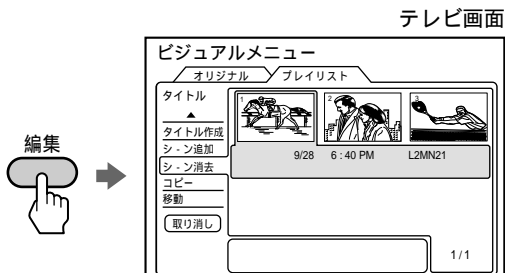 テレビ画面
ビジュアルメニュー
オリジナル プレイリスト
タイトル
1 2 3
タイトル作成
シ-ン追加
9/28 6:40 PM L2MN21
シ-ン消去
コピー
移動
取り消し
1/1
編集